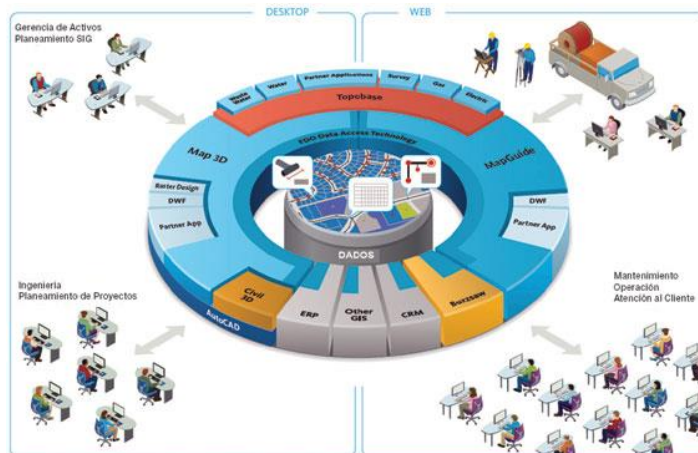 DESKTOP
WEB
Gerencia de Activos
Planeamiento SIG
Waste
Water
Water
Partner Applications
Survey
Gas
Electric
Topobase
FDO Data Access Technology
Map 3D
MapGuide
Raster Design
DWF
Partner App
DWF
Partner App
DADOS
Ingenieria
Planeamiento de Proyectos
Mantenimiento
Operación
Atención al Cliente
Civil
3D
AutoCAD
ERP
Other
GIS
CRM
Buzzsaw